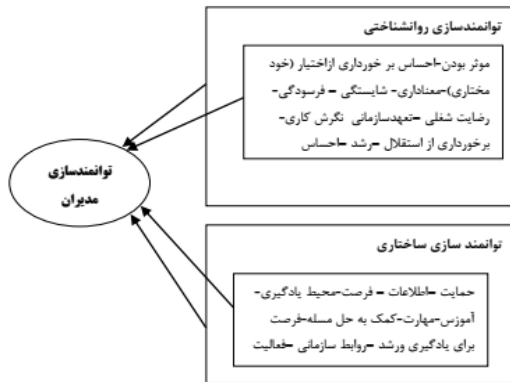 توانمندسازی روانشناختی
موثر بودن-احساس بر خورداری ازاختیار (خود
مختاری)-معناداری- شایستگی – فرسودگی-
رضایت شغلی –تعهدسازمانی نگرش کاری-
برخورداری از استقلال –رشد –احساس
توانمندسازی
مدیران
توانمند سازی ساختاری
حمایت –اطلاعات – فرصت-محیط یادگیری-
آموزس-مهارت-کمک به حل مسله-فرصت
برای یادگیری ورشد –روابط سازمانی –فعالیت